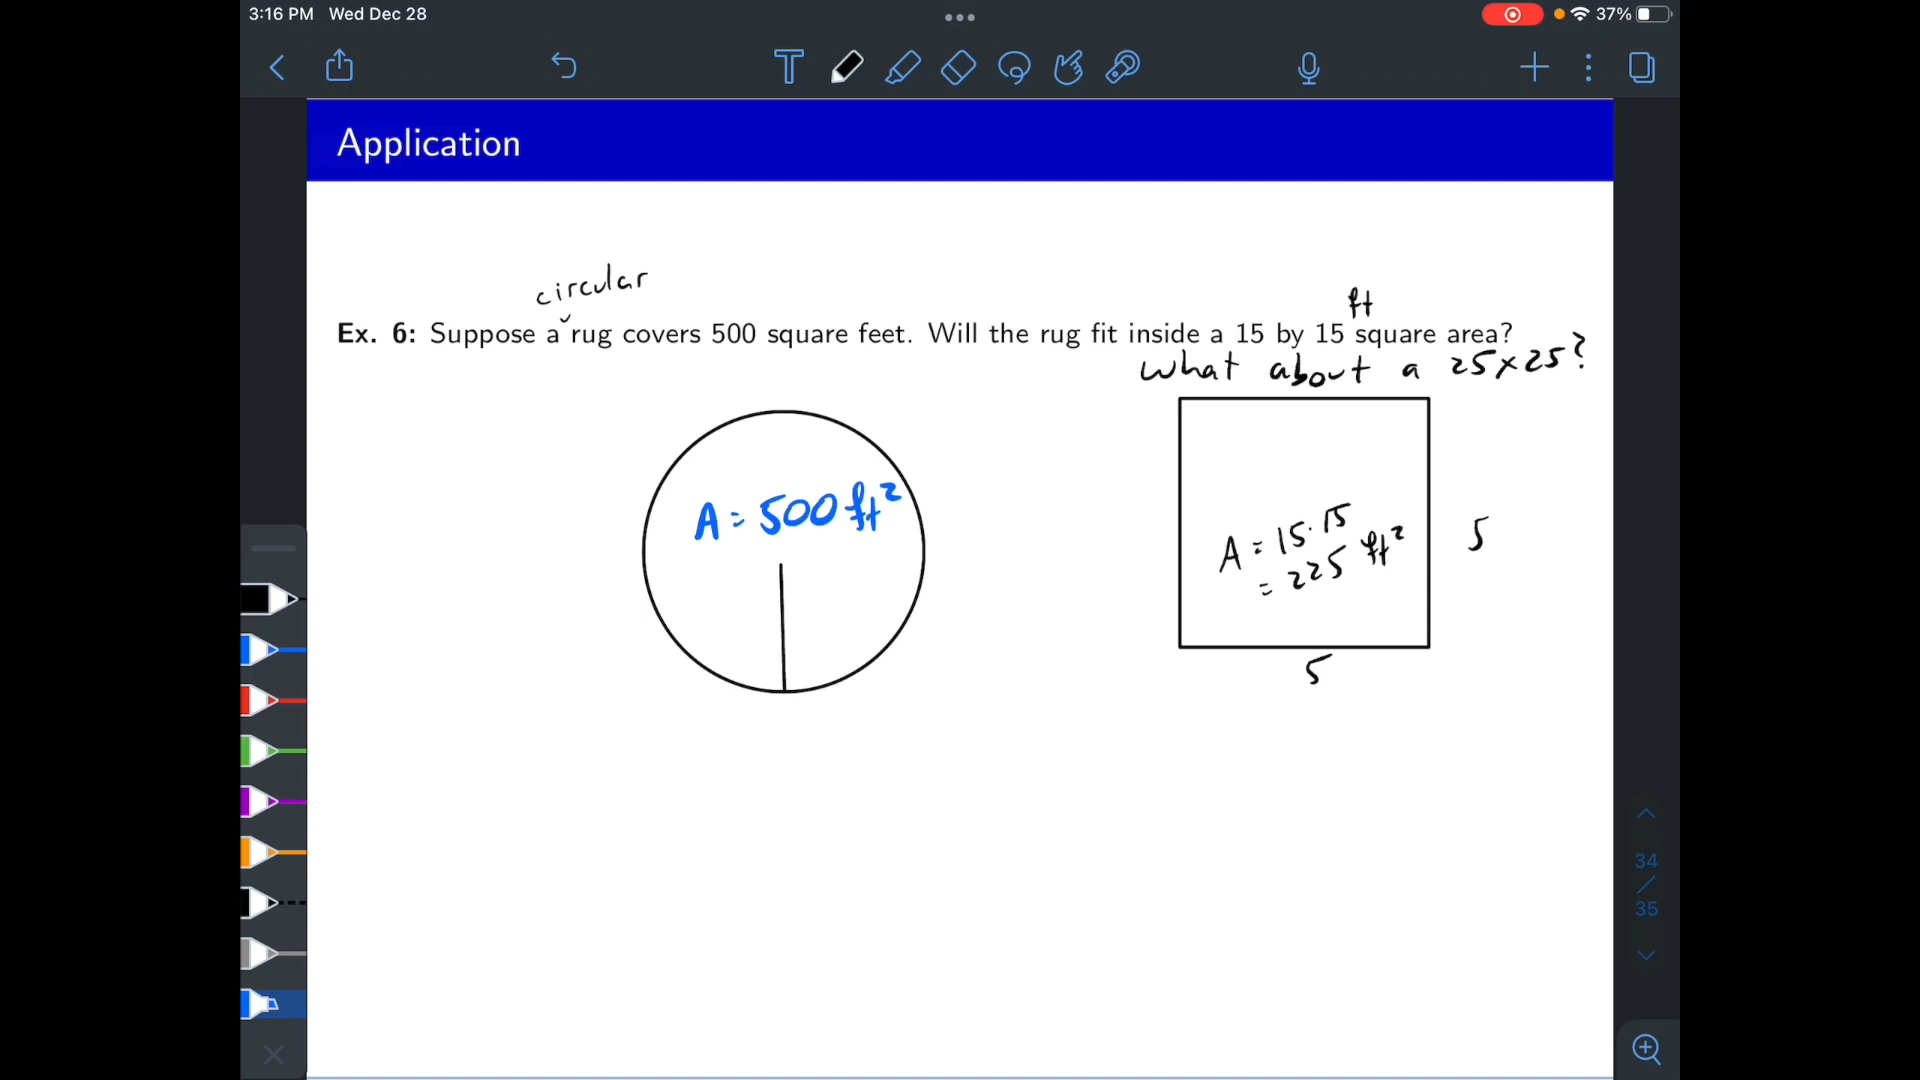 3:16 PM Wed Dec 28
37%
Application
circular
ft
Ex. 6: Suppose a rug covers 500 square feet. Will the rug fit inside a 15 by 15 square area?
What about a 25x25?
A = 500 ft²
A = 15·15
= 225 ft²
5
5
34
/
35